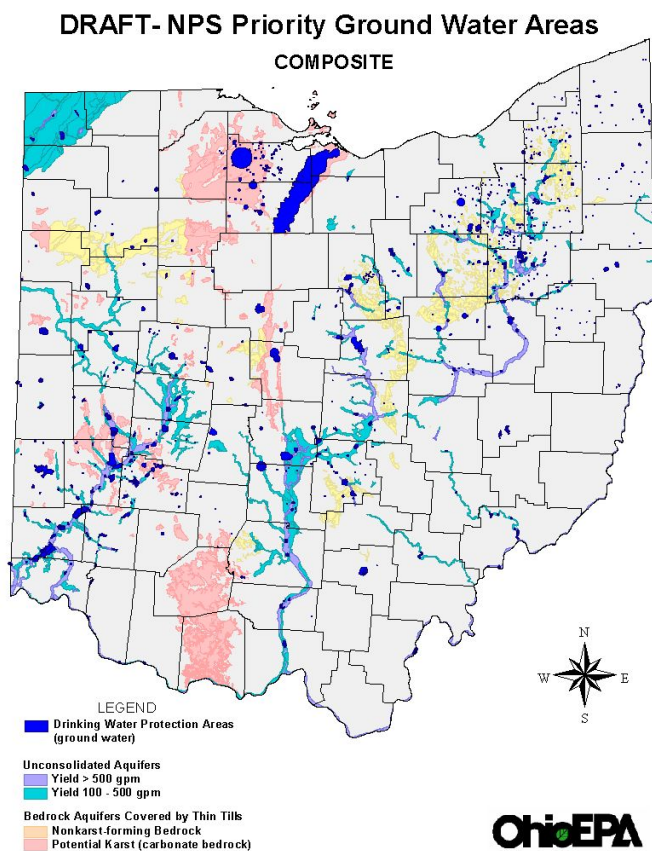 DRAFT- NPS Priority Ground Water Areas
COMPOSITE
N
W E
S
LEGEND
Drinking Water Protection Areas
(ground water)
Unconsolidated Aquifers
Yield > 500 gpm
Yield 100 - 500 gpm
Bedrock Aquifers Covered by Thin Tills
Nonkarst-forming Bedrock
Potential Karst (carbonate bedrock)
OhioEPA